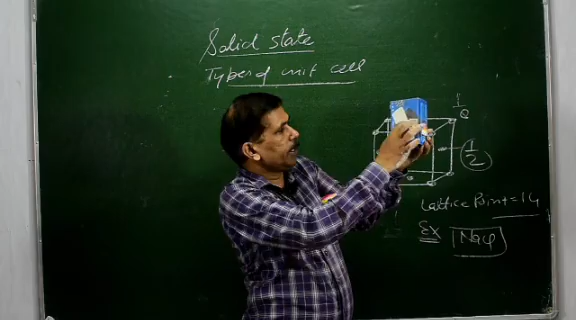 Solid state
Types of unit cell
1/8
1/2
Lattice Point = 14
Ex NaCl